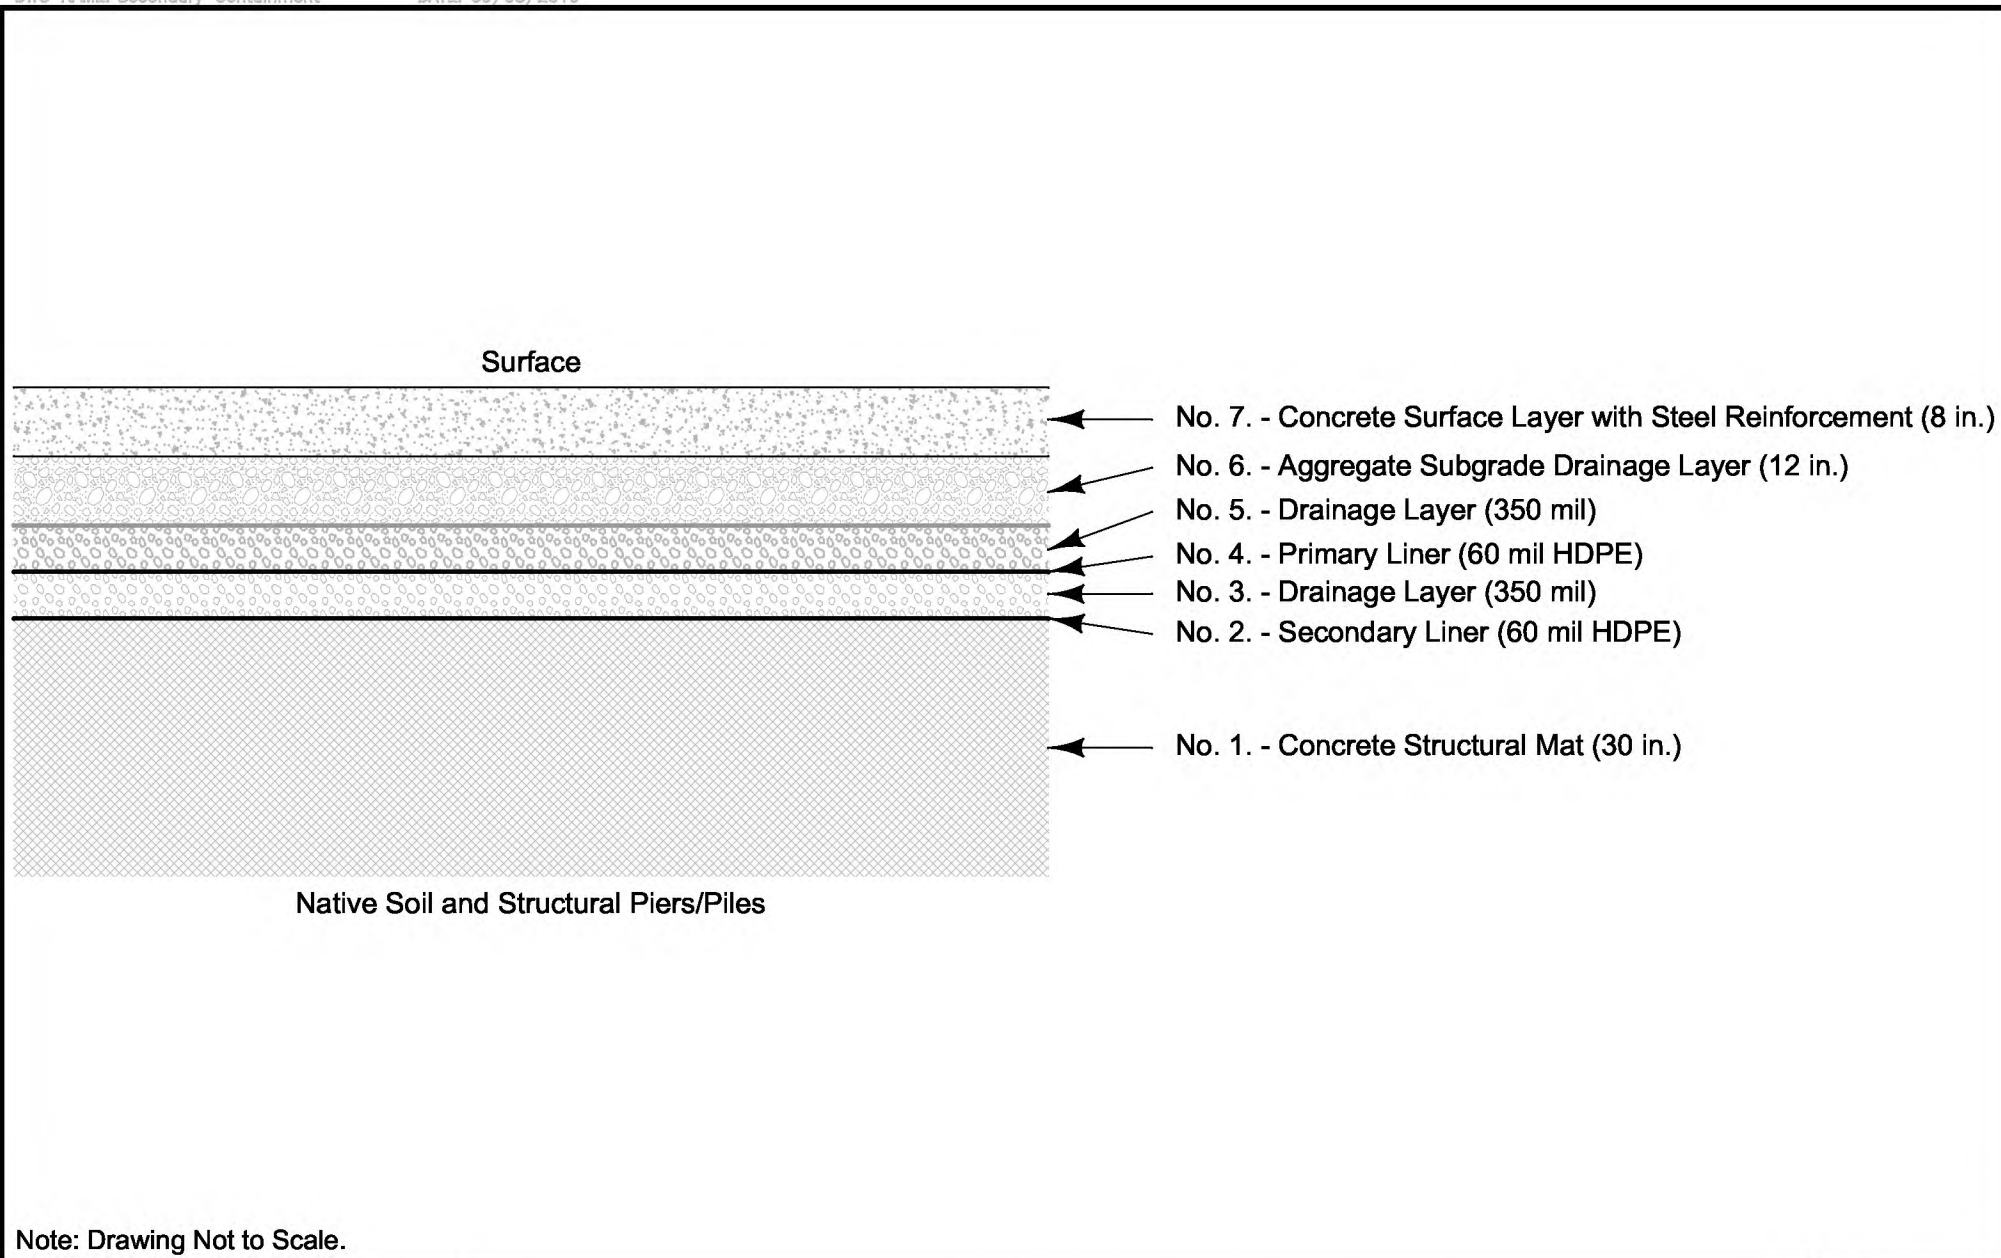 Surface
No. 7. - Concrete Surface Layer with Steel Reinforcement (8 in.)
No. 6. - Aggregate Subgrade Drainage Layer (12 in.)
No. 5. - Drainage Layer (350 mil)
No. 4. - Primary Liner (60 mil HDPE)
No. 3. - Drainage Layer (350 mil)
No. 2. - Secondary Liner (60 mil HDPE)
No. 1. - Concrete Structural Mat (30 in.)
Native Soil and Structural Piers/Piles
Note: Drawing Not to Scale.